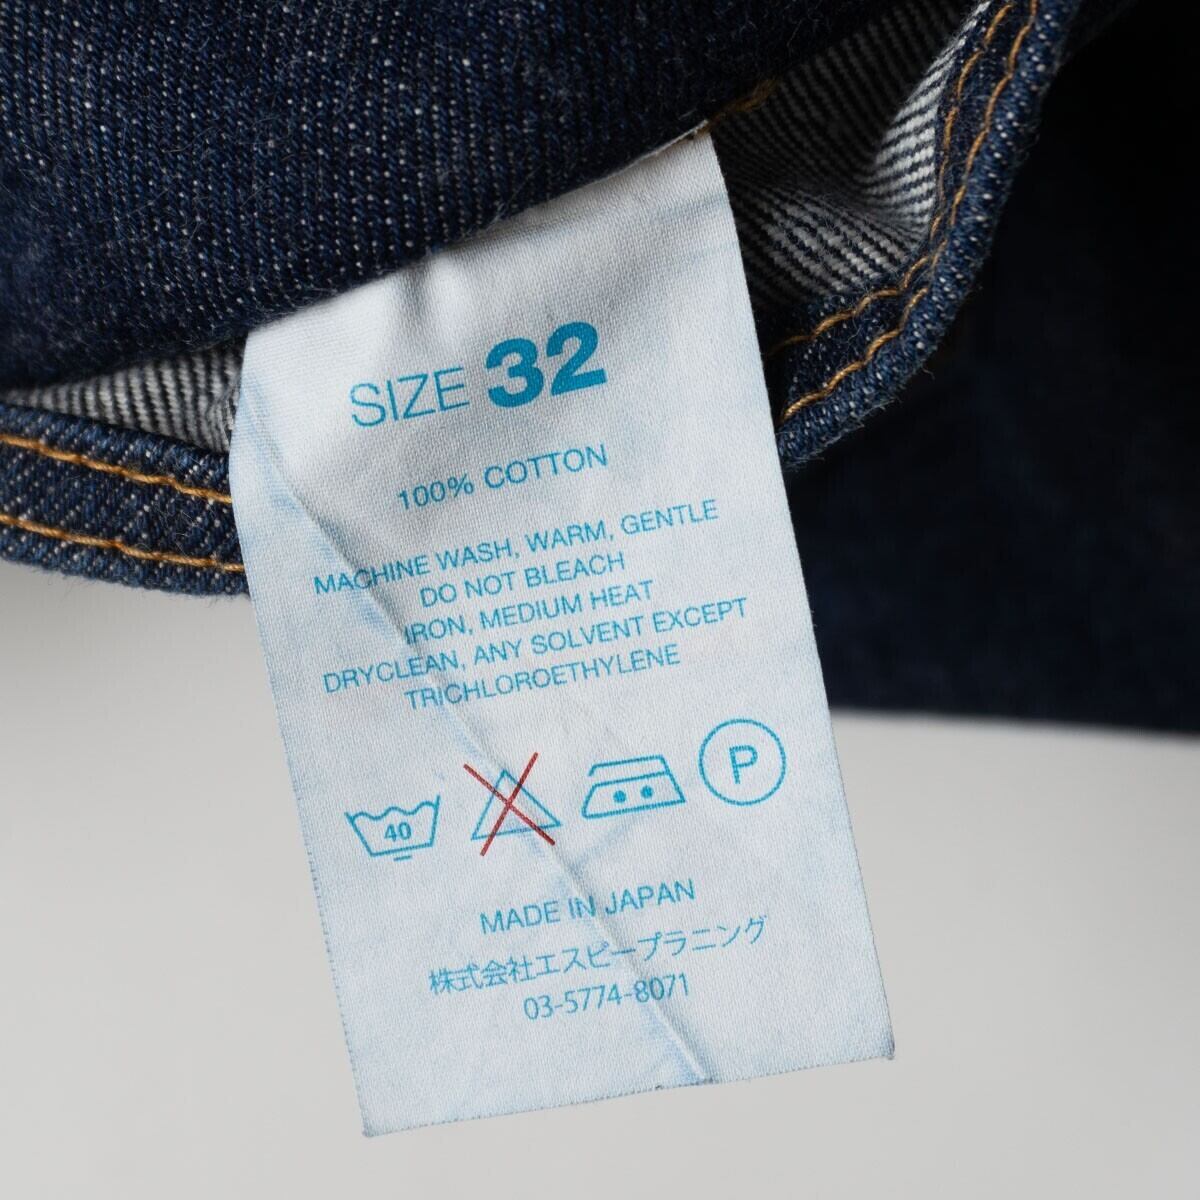 SIZE 32
100% COTTON
MACHINE WASH, WARM, GENTLE
DO NOT BLEACH
IRON, MEDIUM HEAT
DRYCLEAN, ANY SOLVENT EXCEPT
TRICHLOROETHYLENE
40
P
MADE IN JAPAN
株式会社エスピープラニング
03-5774-8071